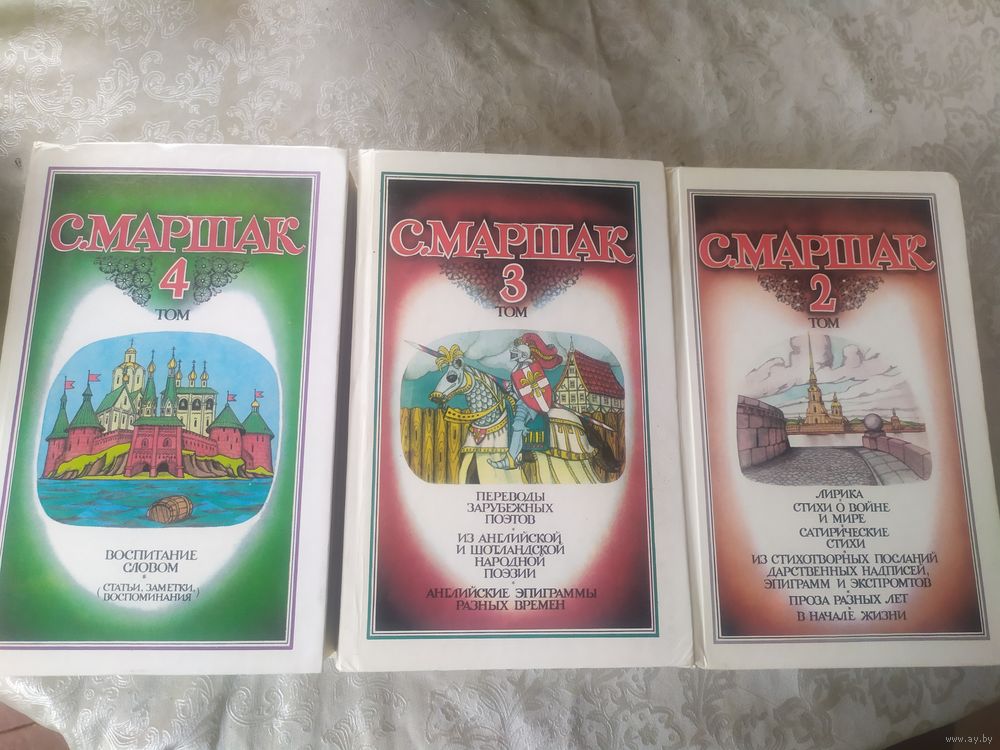 С.МАРШАК
4
ТОМ
ВОСПИТАНИЕ
СЛОВОМ
(СТАТЬИ, ЗАМЕТКИ,
ВОСПОМИНАНИЯ)
С.МАРШАК
3
ТОМ
ПЕРЕВОДЫ
ЗАРУБЕЖНЫХ
ПОЭТОВ
ИЗ АНГЛИЙСКОЙ
И ШОТЛАНДСКОЙ
НАРОДНОЙ
ПОЭЗИИ
АНГЛИЙСКИЕ ЭПИГРАММЫ
РАЗНЫХ ВРЕМЕН
С.МАРШАК
2
ТОМ
ЛИРИКА
СТИХИ О ВОЙНЕ
И МИРЕ
САТИРИЧЕСКИЕ
СТИХИ
ИЗ СТИХОТВОРНЫХ ПОСЛАНИЙ
ДАРСТВЕННЫХ НАДПИСЕЙ,
ЭПИГРАММ И ЭКСПРОМТОВ
ПРОЗА РАЗНЫХ ЛЕТ
В НАЧАЛЕ ЖИЗНИ
www.ay.by